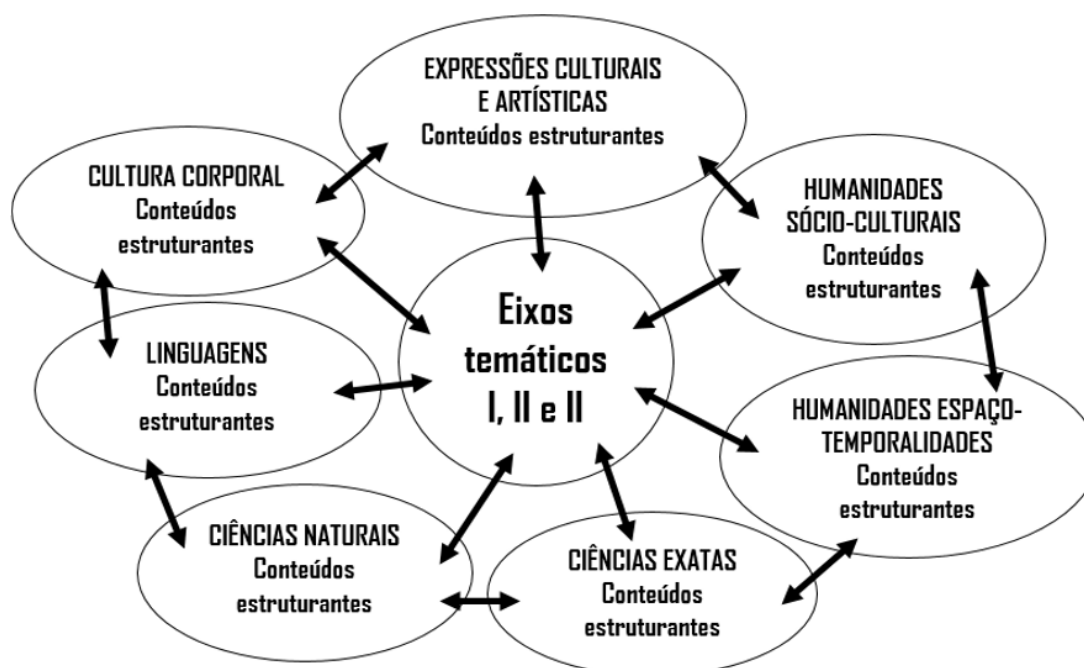 EXPRESSÕES CULTURAIS
E ARTÍSTICAS
Conteúdos estruturantes
CULTURA CORPORAL
Conteúdos
estruturantes
HUMANIDADES
SÓCIO-CULTURAIS
Conteúdos
estruturantes
Eixos
temáticos
I, II e II
LINGUAGENS
Conteúdos
estruturantes
HUMANIDADES ESPAÇO-
TEMPORALIDADES
Conteúdos
estruturantes
CIÊNCIAS NATURAIS
Conteúdos
estruturantes
CIÊNCIAS EXATAS
Conteúdos
estruturantes